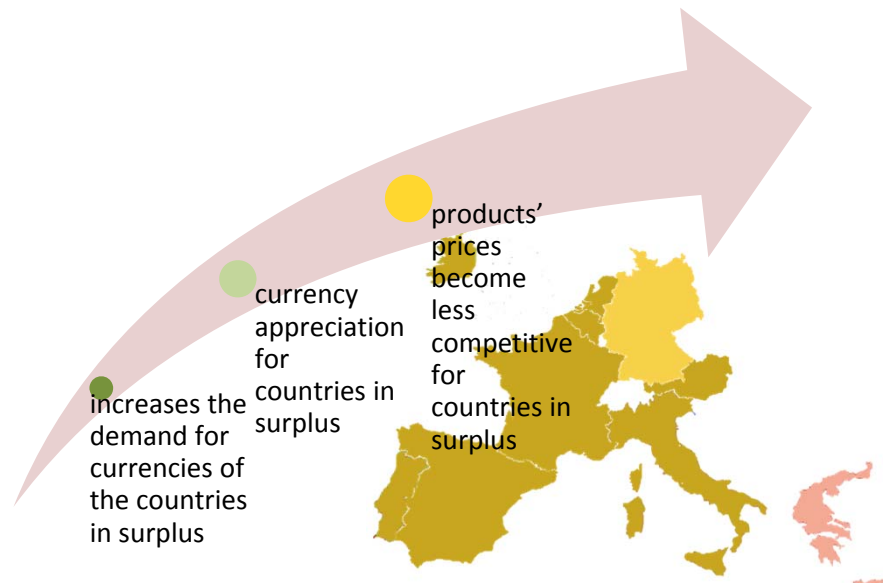 increases the
demand for
currencies of
the countries
in surplus
currency
appreciation
for
countries in
surplus
products’
prices
become
less
competitive
for
countries in
surplus